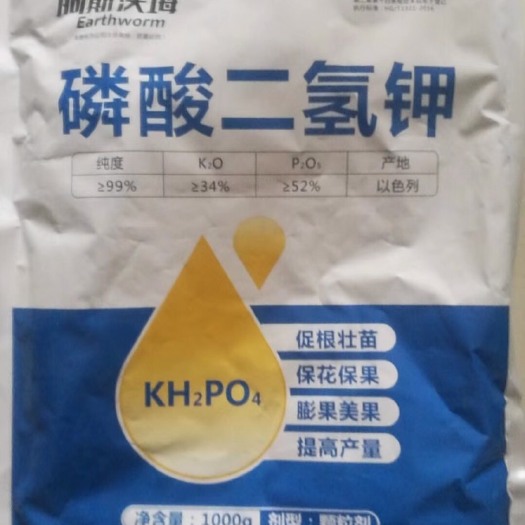 Earthworm
磷酸二氢钾
纯度 K₂O P₂O₅ 产地
≥99% ≥34% ≥52% 以色列
KH₂PO₄
促根壮苗
保花保果
膨果美果
提高产量
净含量：1000g 剂型：颗粒剂